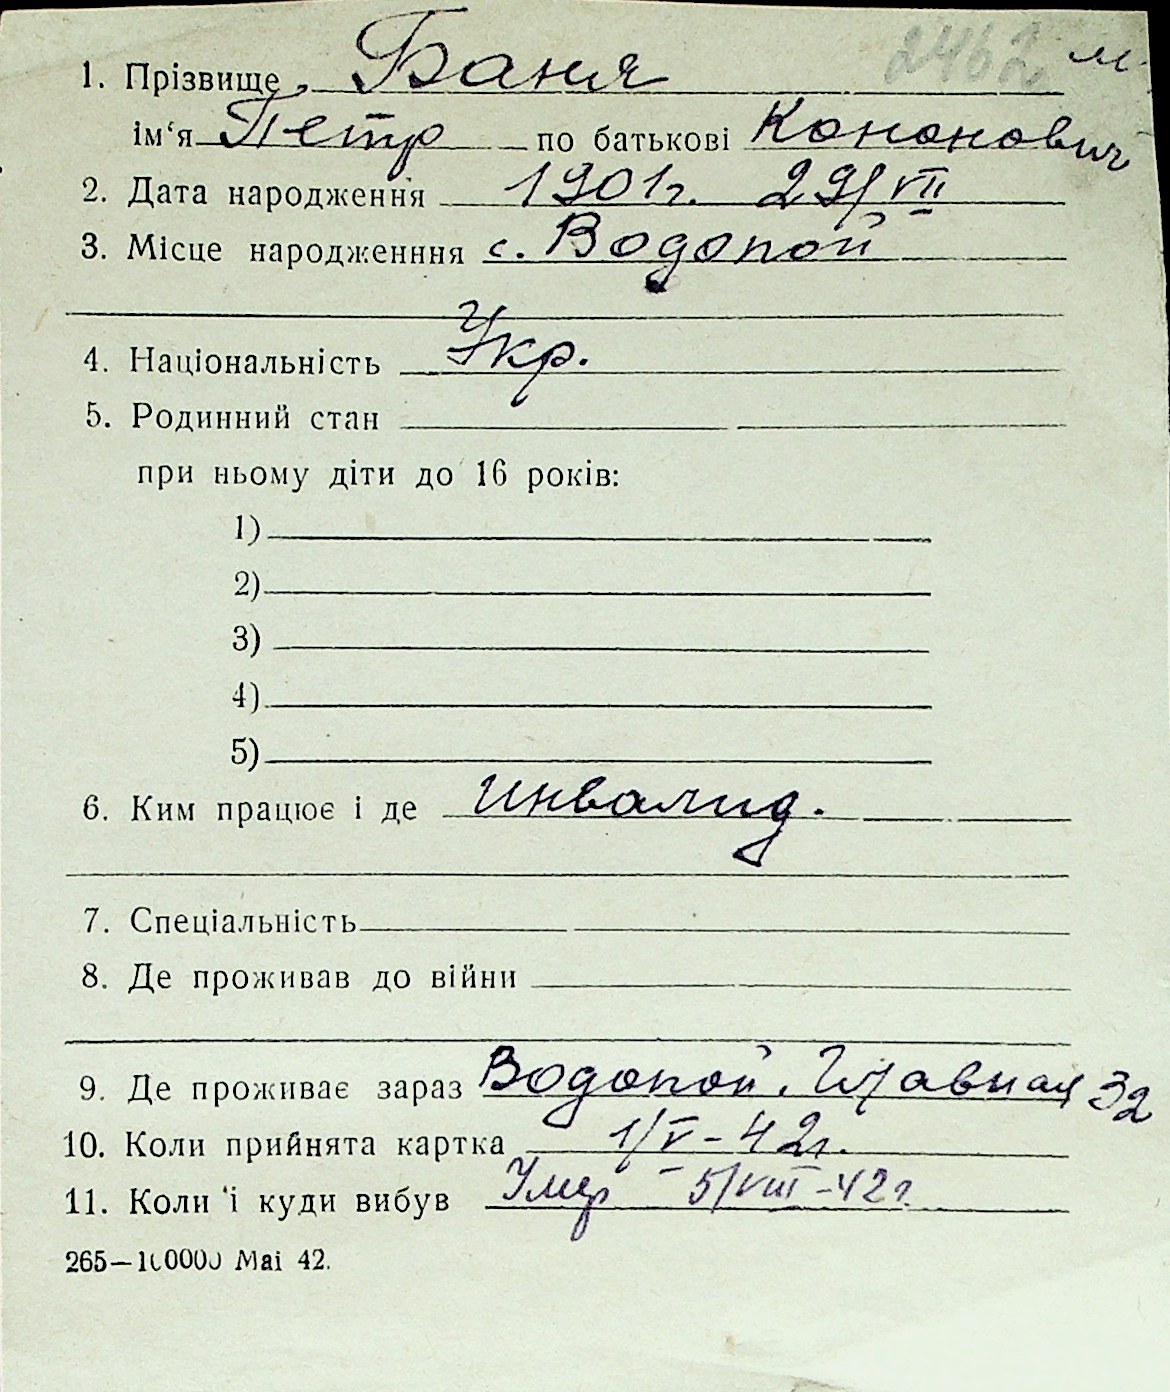 2462 м
1. Прізвище Баня
ім‘я Петр по батькові Кононович
2. Дата народження 1901г. 29/VII
3. Місце народженння с. Водопой
4. Національність Укр.
5. Родинний стан
при ньому діти до 16 років:
1)
2)
3)
4)
5)
6. Ким працює і де инвалид.
7. Спеціальність
8. Де проживав до війни
9. Де проживає зараз Водопой. Главная 32
10. Коли прийнята картка 1/V-42г.
11. Коли і куди вибув Умер 5/VIII-42г.
265—100000 Маі 42.